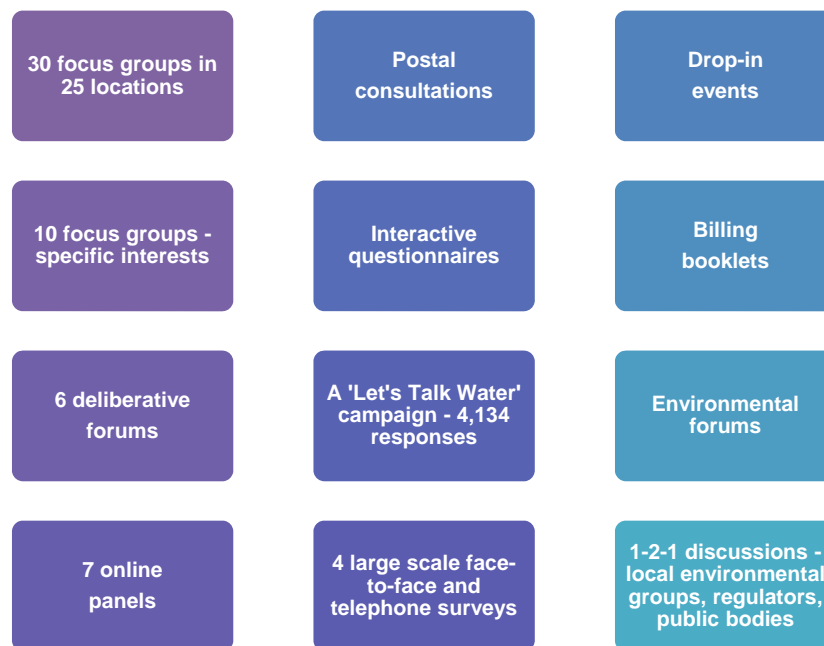 30 focus groups in
25 locations
Postal
consultations
Drop-in
events
10 focus groups -
specific interests
Interactive
questionnaires
Billing
booklets
6 deliberative
forums
A 'Let's Talk Water'
campaign - 4,134
responses
Environmental
forums
7 online
panels
4 large scale face-
to-face and
telephone surveys
1-2-1 discussions -
local environmental
groups, regulators,
public bodies